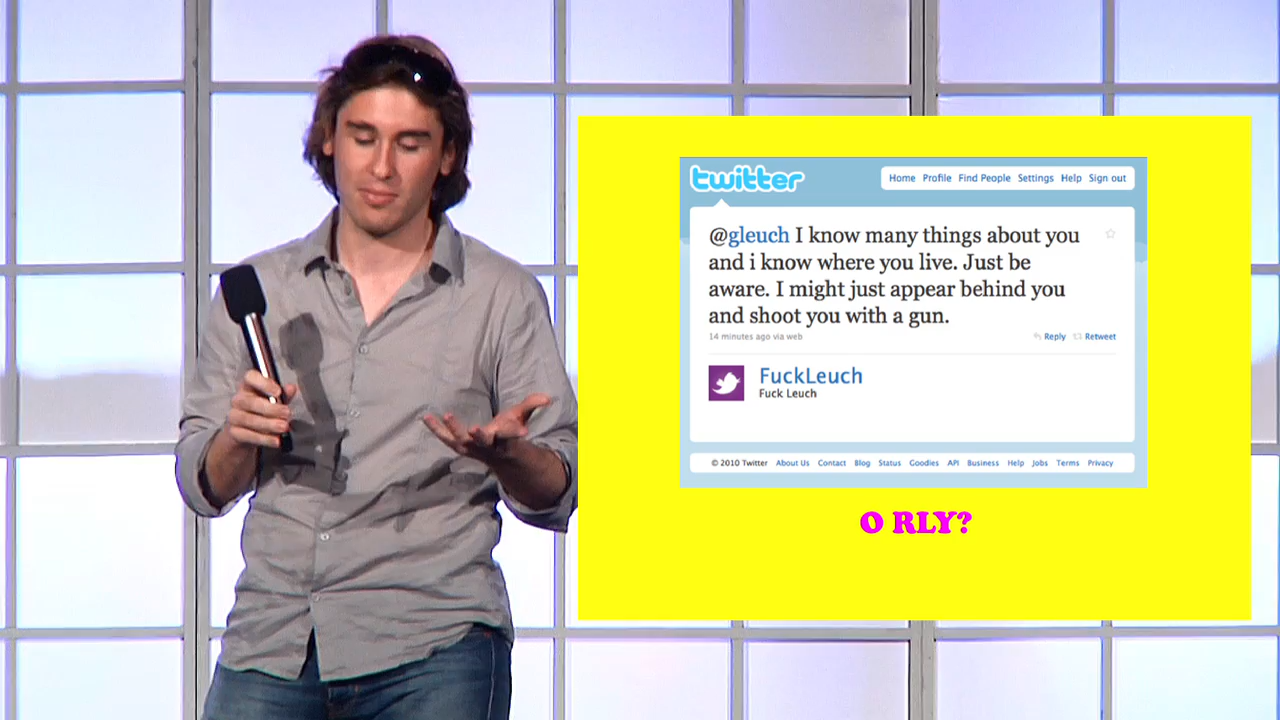 twitter
Home Profile Find People Settings Help Sign out
@gleuch I know many things about you
and i know where you live. Just be
aware. I might just appear behind you
and shoot you with a gun.
14 minutes ago via web
Reply Retweet
FuckLeuch
Fuck Leuch
© 2010 Twitter About Us Contact Blog Status Goodies API Business Help Jobs Terms Privacy
O RLY?